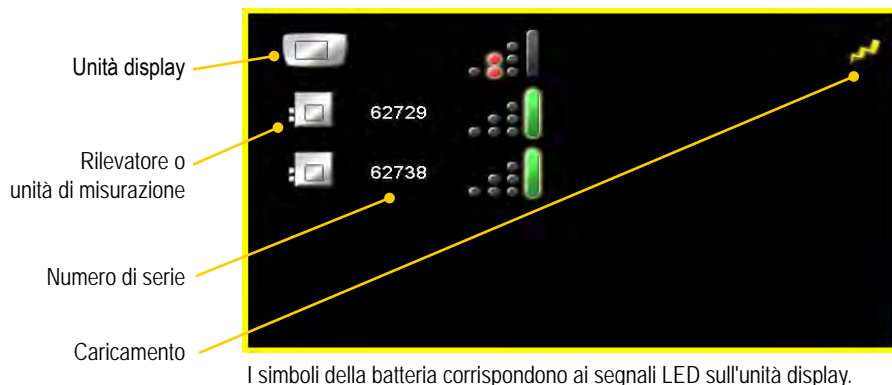 Unità display
62729
Rilevatore o
unità di misurazione
62738
Numero di serie
Caricamento
I simboli della batteria corrispondono ai segnali LED sull'unità display.